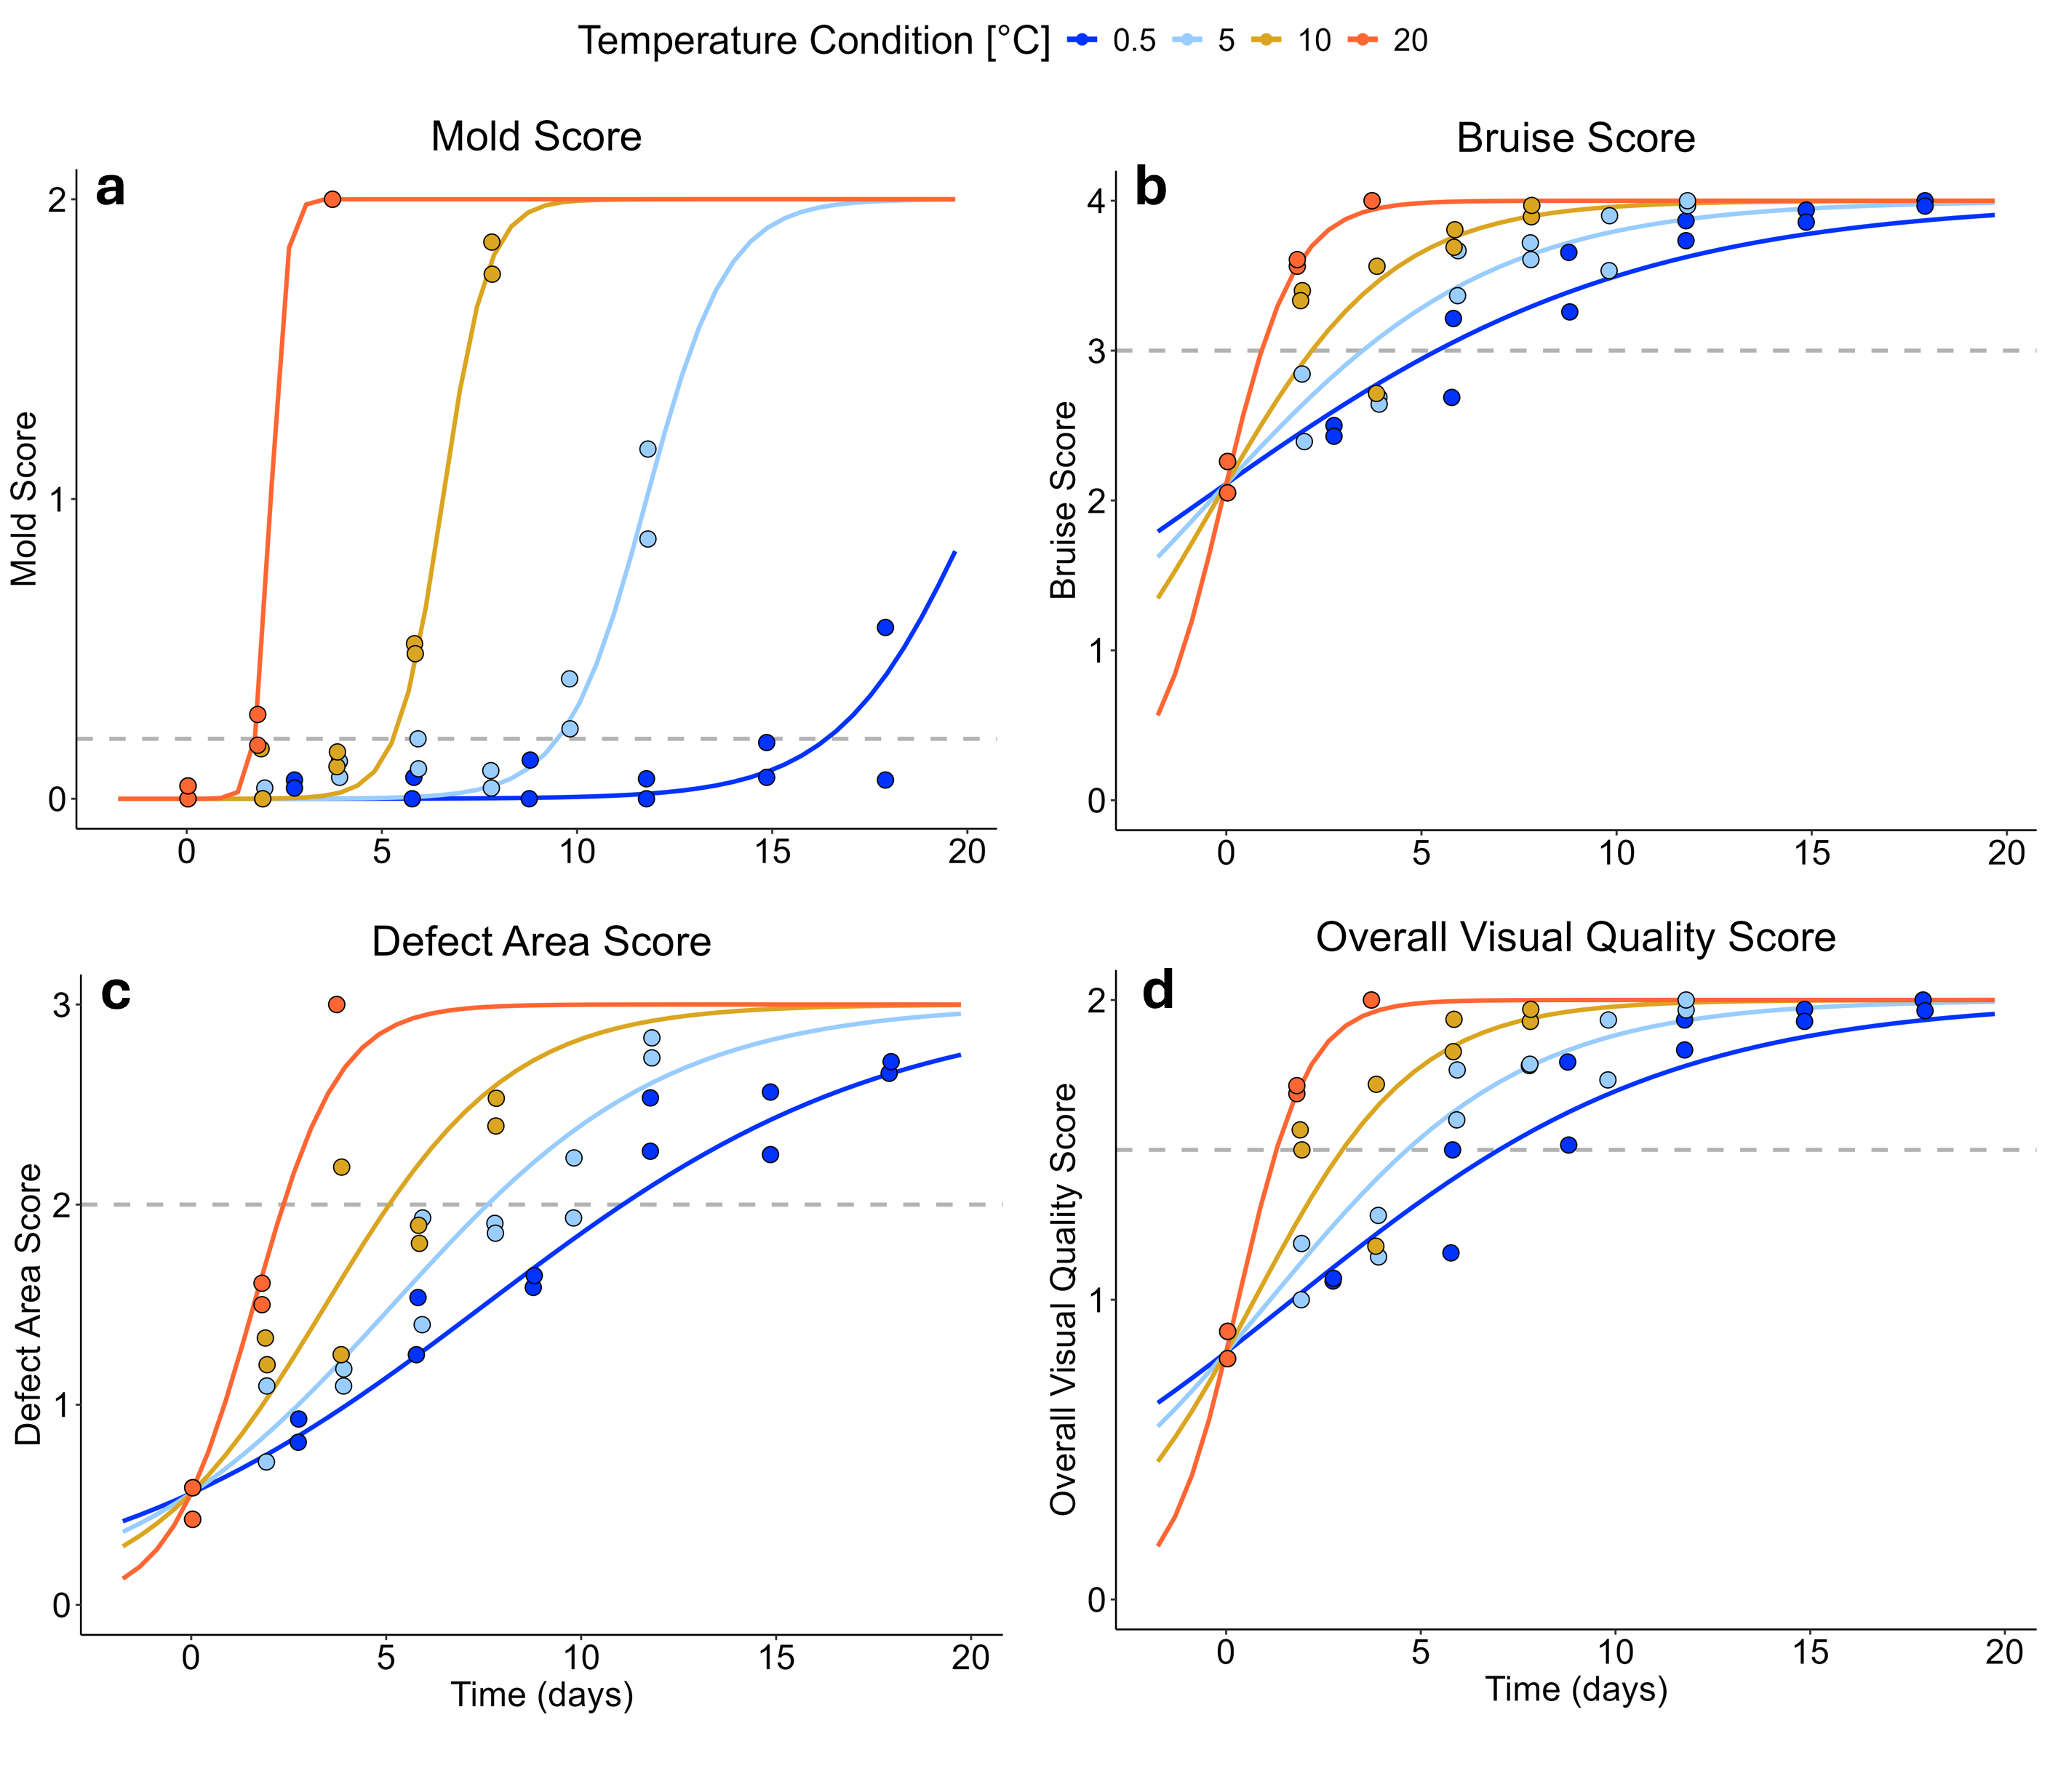 Temperature Condition [°C] 0.5 5 10 20
Mold Score
a
Mold Score
2
1
0
0 5 10 15 20
Bruise Score
b
Bruise Score
4
3
2
1
0
0 5 10 15 20
Defect Area Score
c
Defect Area Score
3
2
1
0
0 5 10 15 20
Time (days)
Overall Visual Quality Score
d
Overall Visual Quality Score
2
1
0
0 5 10 15 20
Time (days)